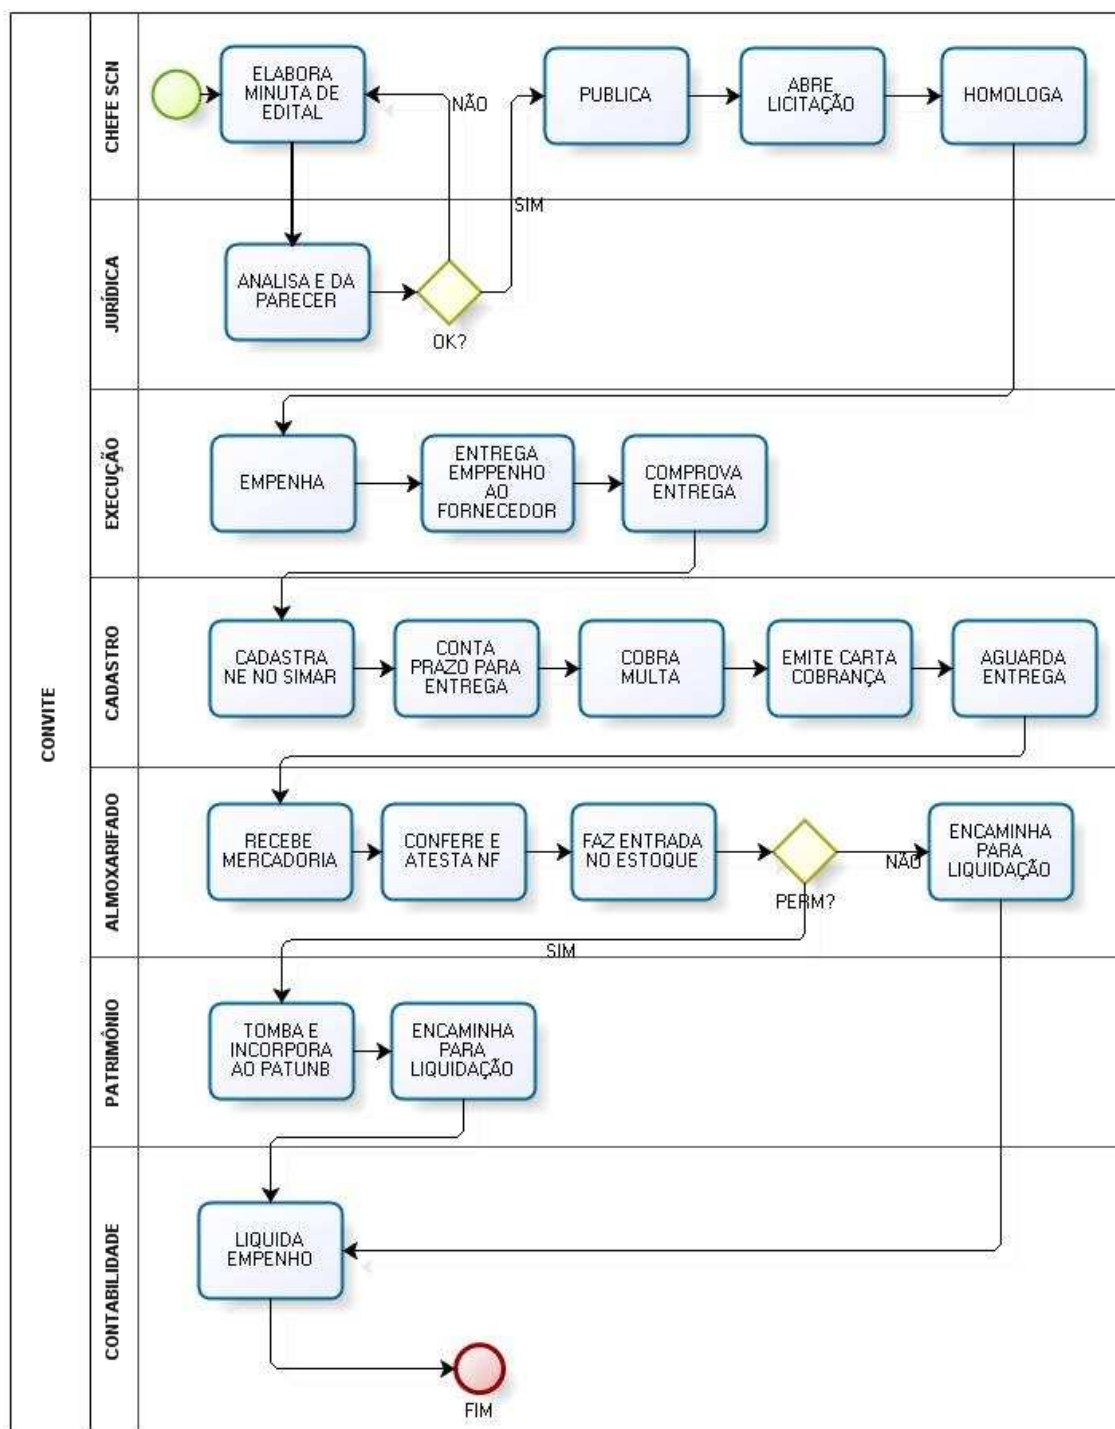 CONVITE
CHEFE SCN
ELABORA
MINUTA DE
EDITAL
NÃO
PUBLICA
ABRE
LICITAÇÃO
HOMOLOGA
SIM
JURÍDICA
ANALISA E DA
PARECER
OK?
EXECUÇÃO
EMPENHA
ENTREGA
EMPPENHO
AO
FORNECEDOR
COMPROVA
ENTREGA
CADASTRO
CADASTRA
NE NO SIMAR
CONTA
PRAZO PARA
ENTREGA
COBRA
MULTA
EMITE CARTA
COBRANÇA
AGUARDA
ENTREGA
ALMOXARIFADO
RECEBE
MERCADORIA
CONFERE E
ATESTA NF
FAZ ENTRADA
NO ESTOQUE
PERM?
NÃO
ENCAMINHA
PARA
LIQUIDAÇÃO
SIM
PATRIMÔNIO
TOMBA E
INCORPORA
AO PATUNB
ENCAMINHA
PARA
LIQUIDAÇÃO
CONTABILIDADE
LIQUIDA
EMPENHO
FIM